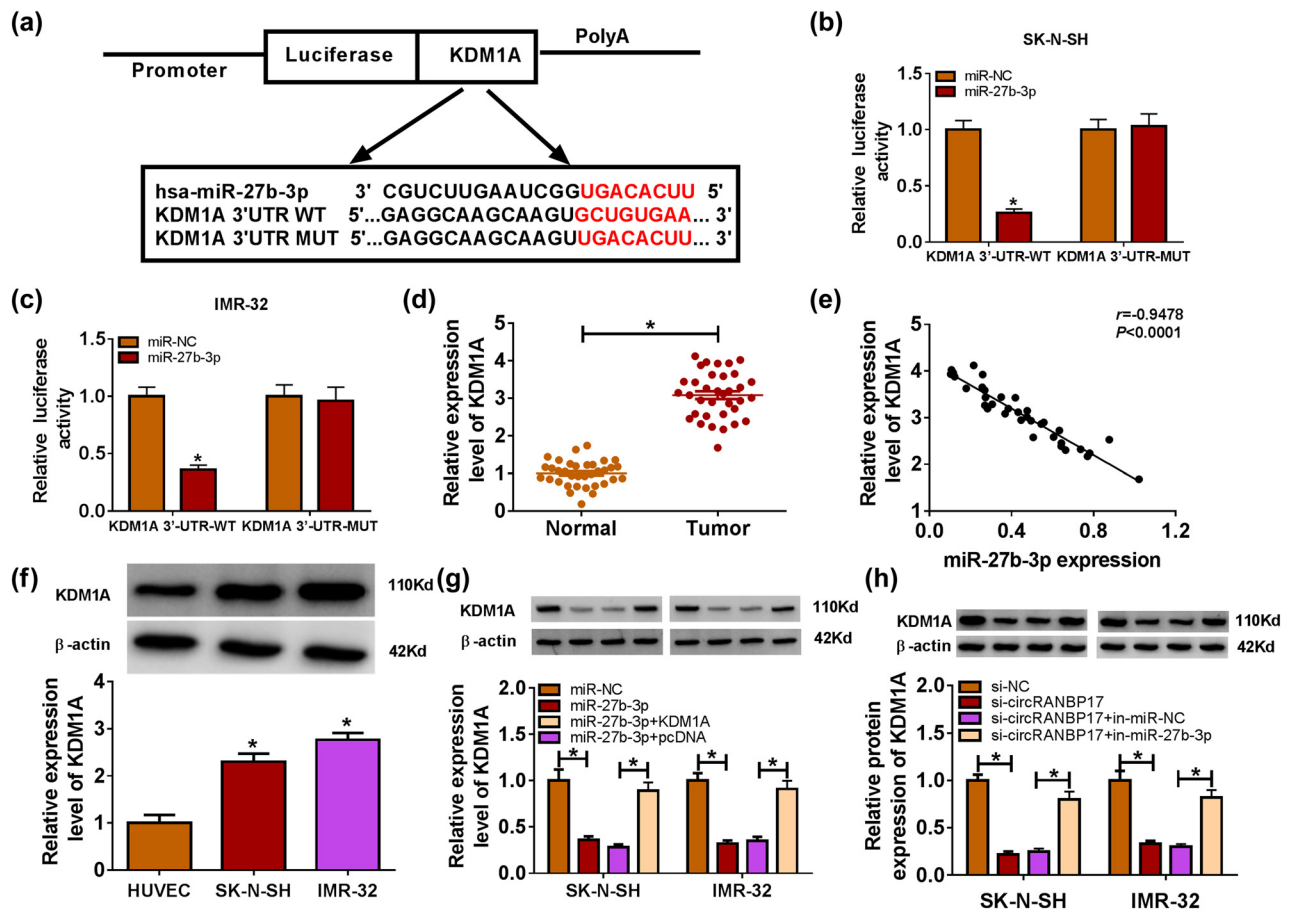 (a)
Promoter
Luciferase
KDM1A
PolyA
hsa-miR-27b-3p 3' CGUCUUGAAUCGGUGACACUU 5'
KDM1A 3'UTR WT 5'...GAGGCAAGCAAGUGCUGUGAA... 3'
KDM1A 3'UTR MUT 5'...GAGGCAAGCAAGUUGACACUU... 3'
(b)
SK-N-SH
miR-NC
miR-27b-3p
Relative luciferase
activity
1.5
1.0
0.5
0.0
*
KDM1A 3'-UTR-WT KDM1A 3'-UTR-MUT
(c)
IMR-32
miR-NC
miR-27b-3p
Relative luciferase
activity
1.5
1.0
0.5
0.0
*
KDM1A 3'-UTR-WT KDM1A 3'-UTR-MUT
(d)
Relative expression
level of KDM1A
5
4
3
2
1
0
*
Normal Tumor
(e)
r=-0.9478
P<0.0001
Relative expression
level of KDM1A
5
4
3
2
1
0.0 0.4 0.8 1.2
miR-27b-3p expression
(f)
KDM1A 110Kd
β-actin 42Kd
Relative expression
level of KDM1A
4
3
2
1
0
*
*
HUVEC SK-N-SH IMR-32
(g)
KDM1A 110Kd
β-actin 42Kd
Relative expression
level of KDM1A
2.0
1.5
1.0
0.5
0.0
miR-NC
miR-27b-3p
miR-27b-3p+KDM1A
miR-27b-3p+pcDNA
* * * *
SK-N-SH IMR-32
(h)
KDM1A 110Kd
β-actin 42Kd
Relative protein
expression of KDM1A
2.0
1.5
1.0
0.5
0.0
si-NC
si-circRANBP17
si-circRANBP17+in-miR-NC
si-circRANBP17+in-miR-27b-3p
* * * *
SK-N-SH IMR-32